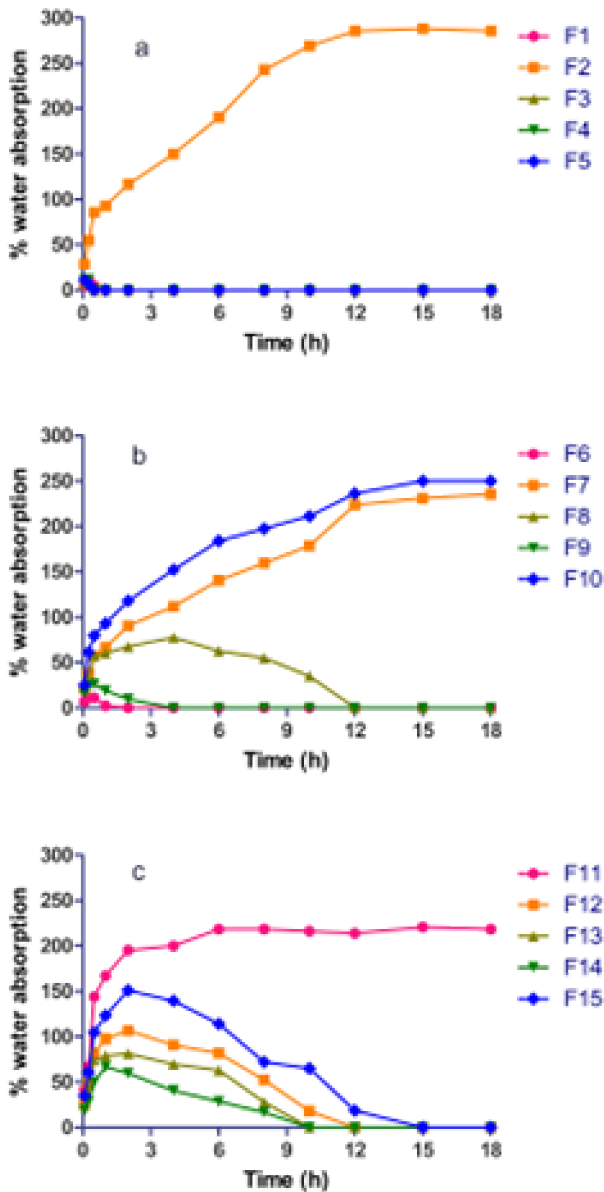 a
300
250
200
150
100
50
0
% water absorption
0 3 6 9 12 15 18
Time (h)
F1
F2
F3
F4
F5
b
300
250
200
150
100
50
0
% water absorption
0 3 6 9 12 15 18
Time (h)
F6
F7
F8
F9
F10
c
300
250
200
150
100
50
0
% water absorption
0 3 6 9 12 15 18
Time (h)
F11
F12
F13
F14
F15